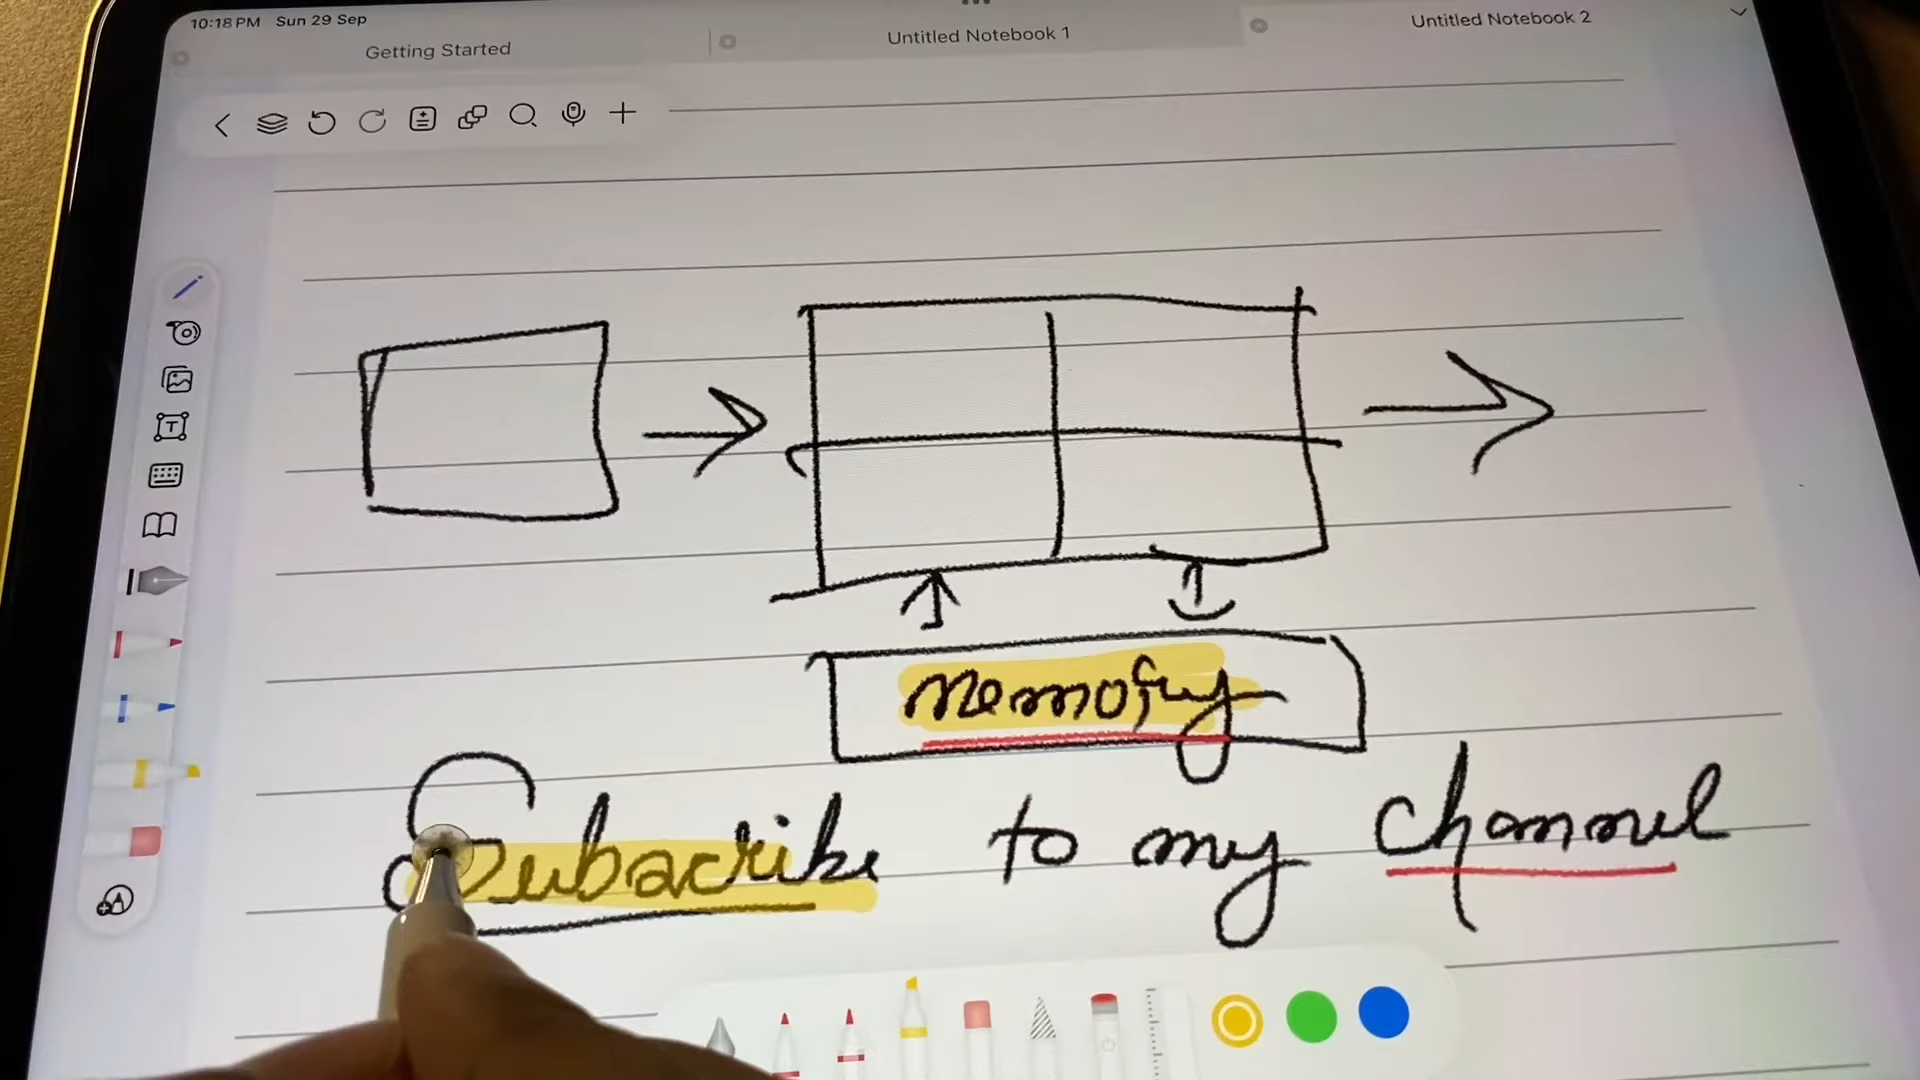 10:18 PM Sun 29 Sep
Getting Started
Untitled Notebook 1
Untitled Notebook 2
Memory
Subscribe to my channel